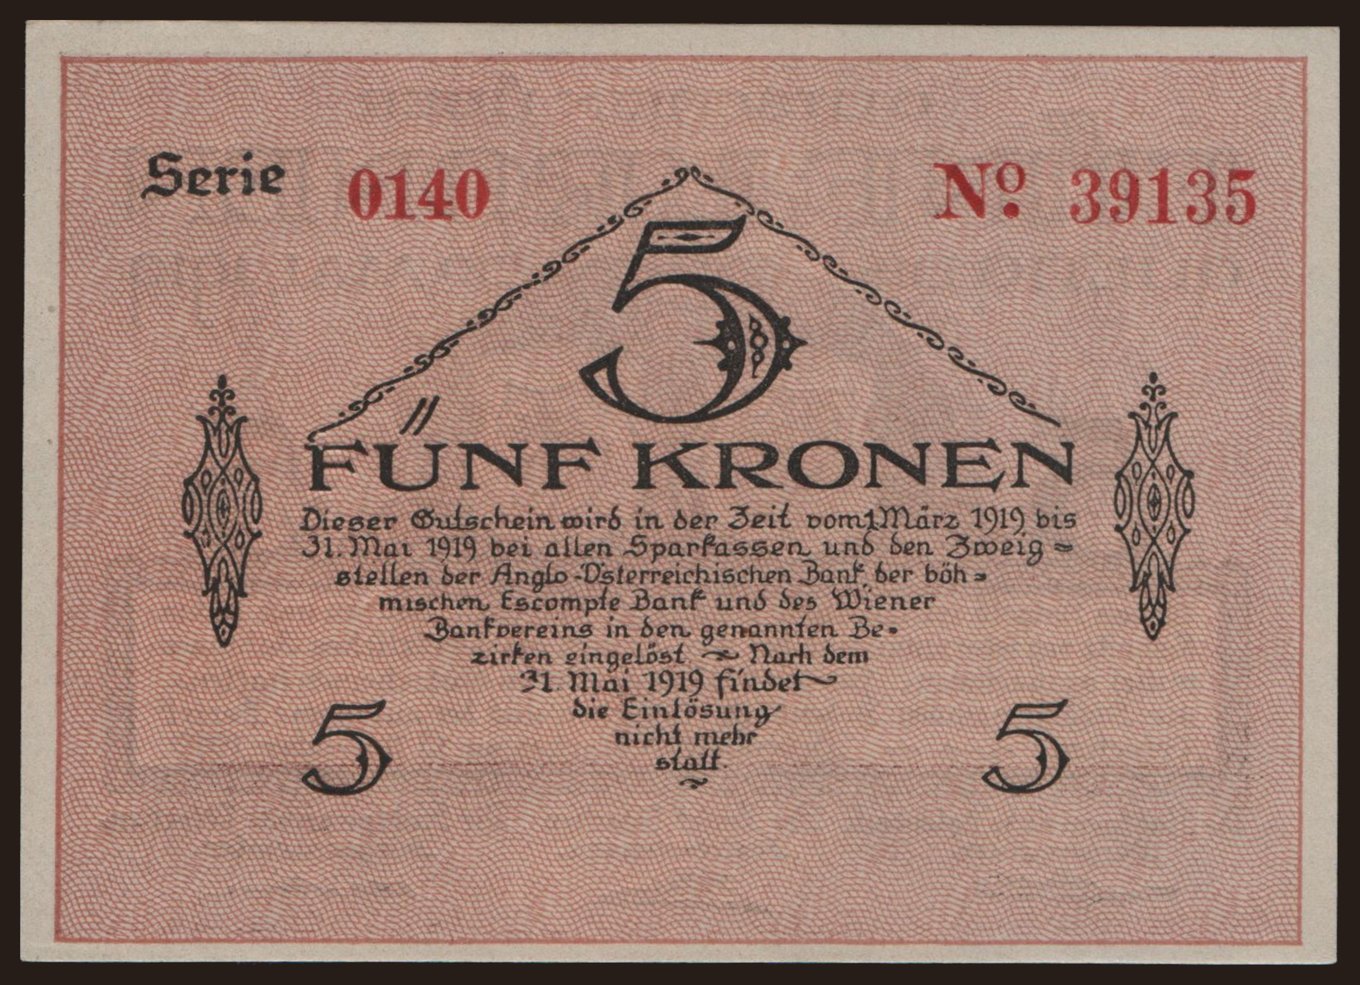 Serie 0140 No. 39135
5
FÜNF KRONEN
Dieser Gutschein wird in der Zeit vom 1. März 1919 bis
31. Mai 1919 bei allen Sparkassen und den Zweig=
stellen der Anglo-Österreichischen Bank, der böh=
mischen Escompte Bank und des Wiener
Bankvereins in den genannten Be=
zirken eingelöst. Nach dem
31. Mai 1919 findet
die Einlösung
nicht mehr
statt.
5 5